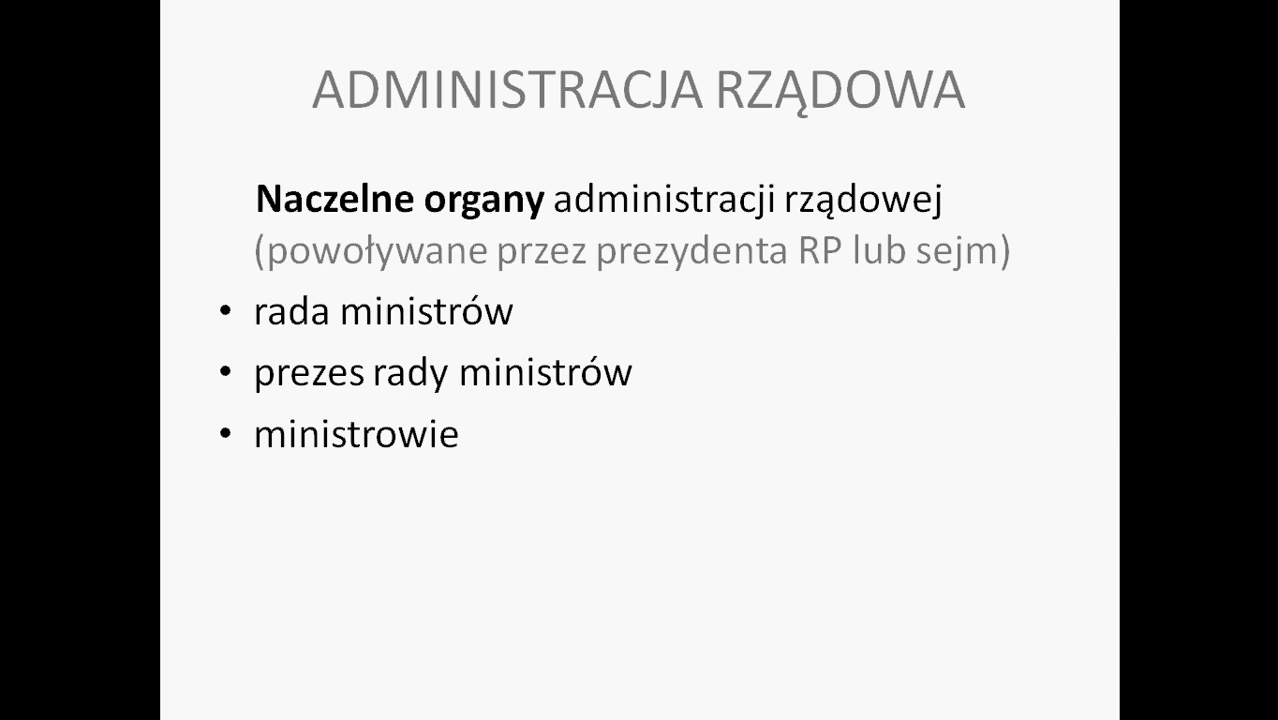 ADMINISTRACJA RZĄDOWA
Naczelne organy administracji rządowej
(powoływane przez prezydenta RP lub sejm)
• rada ministrów
• prezes rady ministrów
• ministrowie